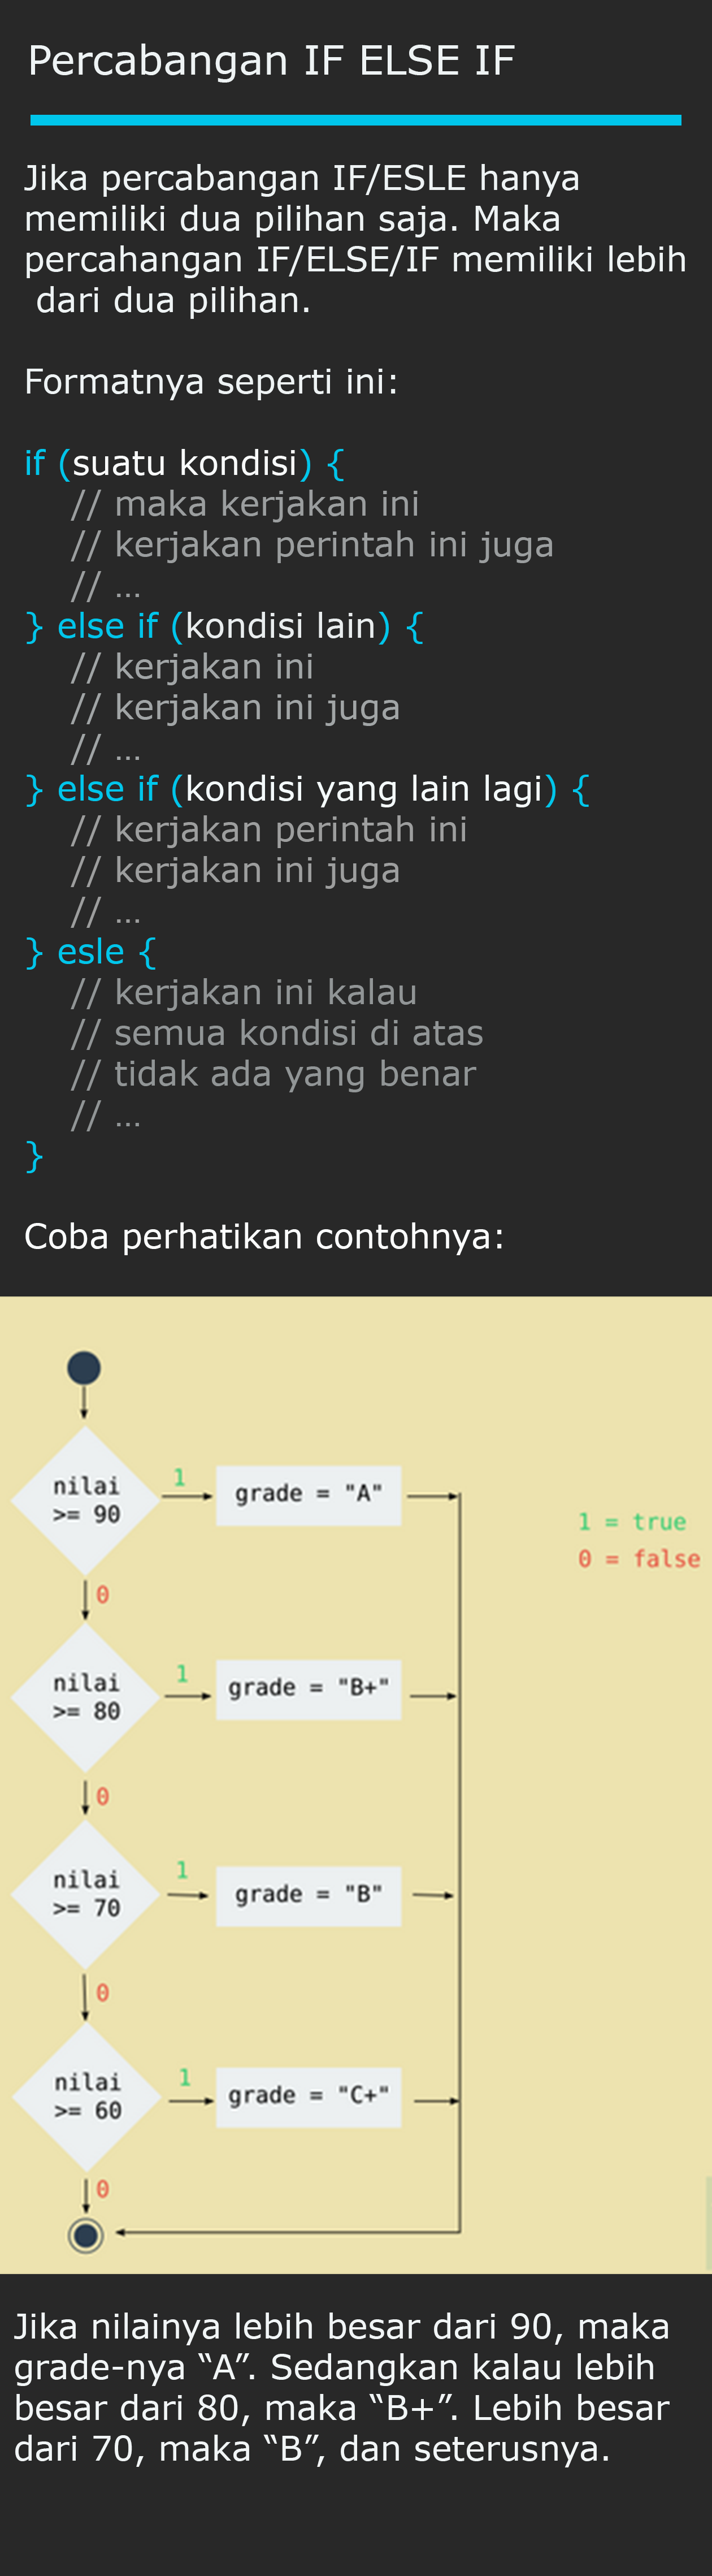 Percabangan IF ELSE IF
Jika percabangan IF/ESLE hanya
memiliki dua pilihan saja. Maka
percahangan IF/ELSE/IF memiliki lebih
dari dua pilihan.
Formatnya seperti ini:
if (suatu kondisi) {
// maka kerjakan ini
// kerjakan perintah ini juga
// ...
} else if (kondisi lain) {
// kerjakan ini
// kerjakan ini juga
// ...
} else if (kondisi yang lain lagi) {
// kerjakan perintah ini
// kerjakan ini juga
// ...
} esle {
// kerjakan ini kalau
// semua kondisi di atas
// tidak ada yang benar
// ...
}
Coba perhatikan contohnya:
nilai
>= 90
1
grade = "A"
1 = true
0 = false
0
nilai
>= 80
1
grade = "B+"
0
nilai
>= 70
1
grade = "B"
0
nilai
>= 60
1
grade = "C+"
0
Jika nilainya lebih besar dari 90, maka
grade-nya “A”. Sedangkan kalau lebih
besar dari 80, maka “B+”. Lebih besar
dari 70, maka “B”, dan seterusnya.